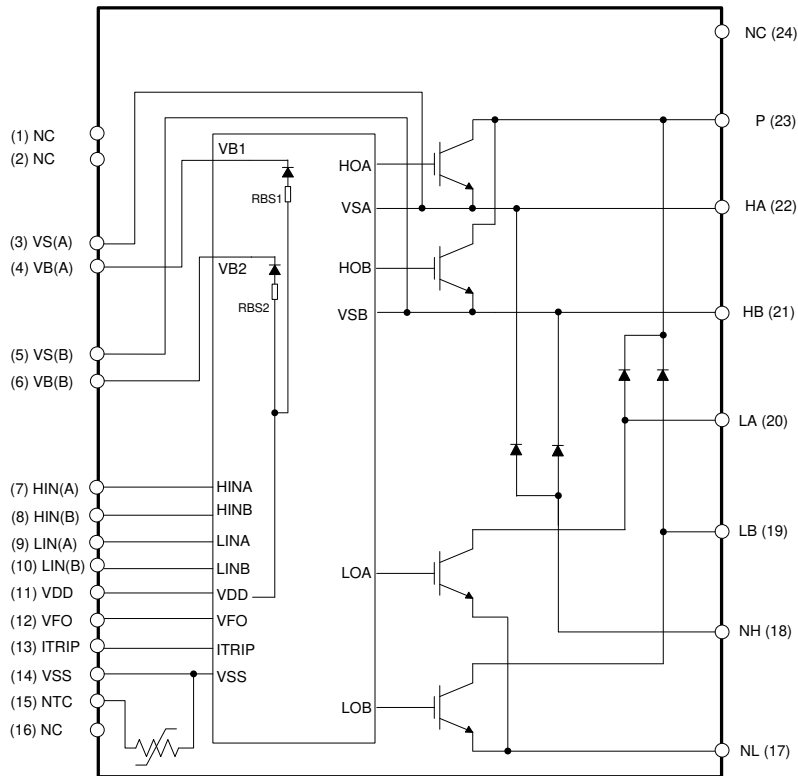 NC (24)
(1) NC
(2) NC
(3) VS(A)
(4) VB(A)
(5) VS(B)
(6) VB(B)
(7) HIN(A)
(8) HIN(B)
(9) LIN(A)
(10) LIN(B)
(11) VDD
(12) VFO
(13) ITRIP
(14) VSS
(15) NTC
(16) NC
VB1
RBS1
VB2
RBS2
HINA
HINB
LINA
LINB
VDD
VFO
ITRIP
VSS
HOA
VSA
HOB
VSB
LOA
LOB
P (23)
HA (22)
HB (21)
LA (20)
LB (19)
NH (18)
NL (17)